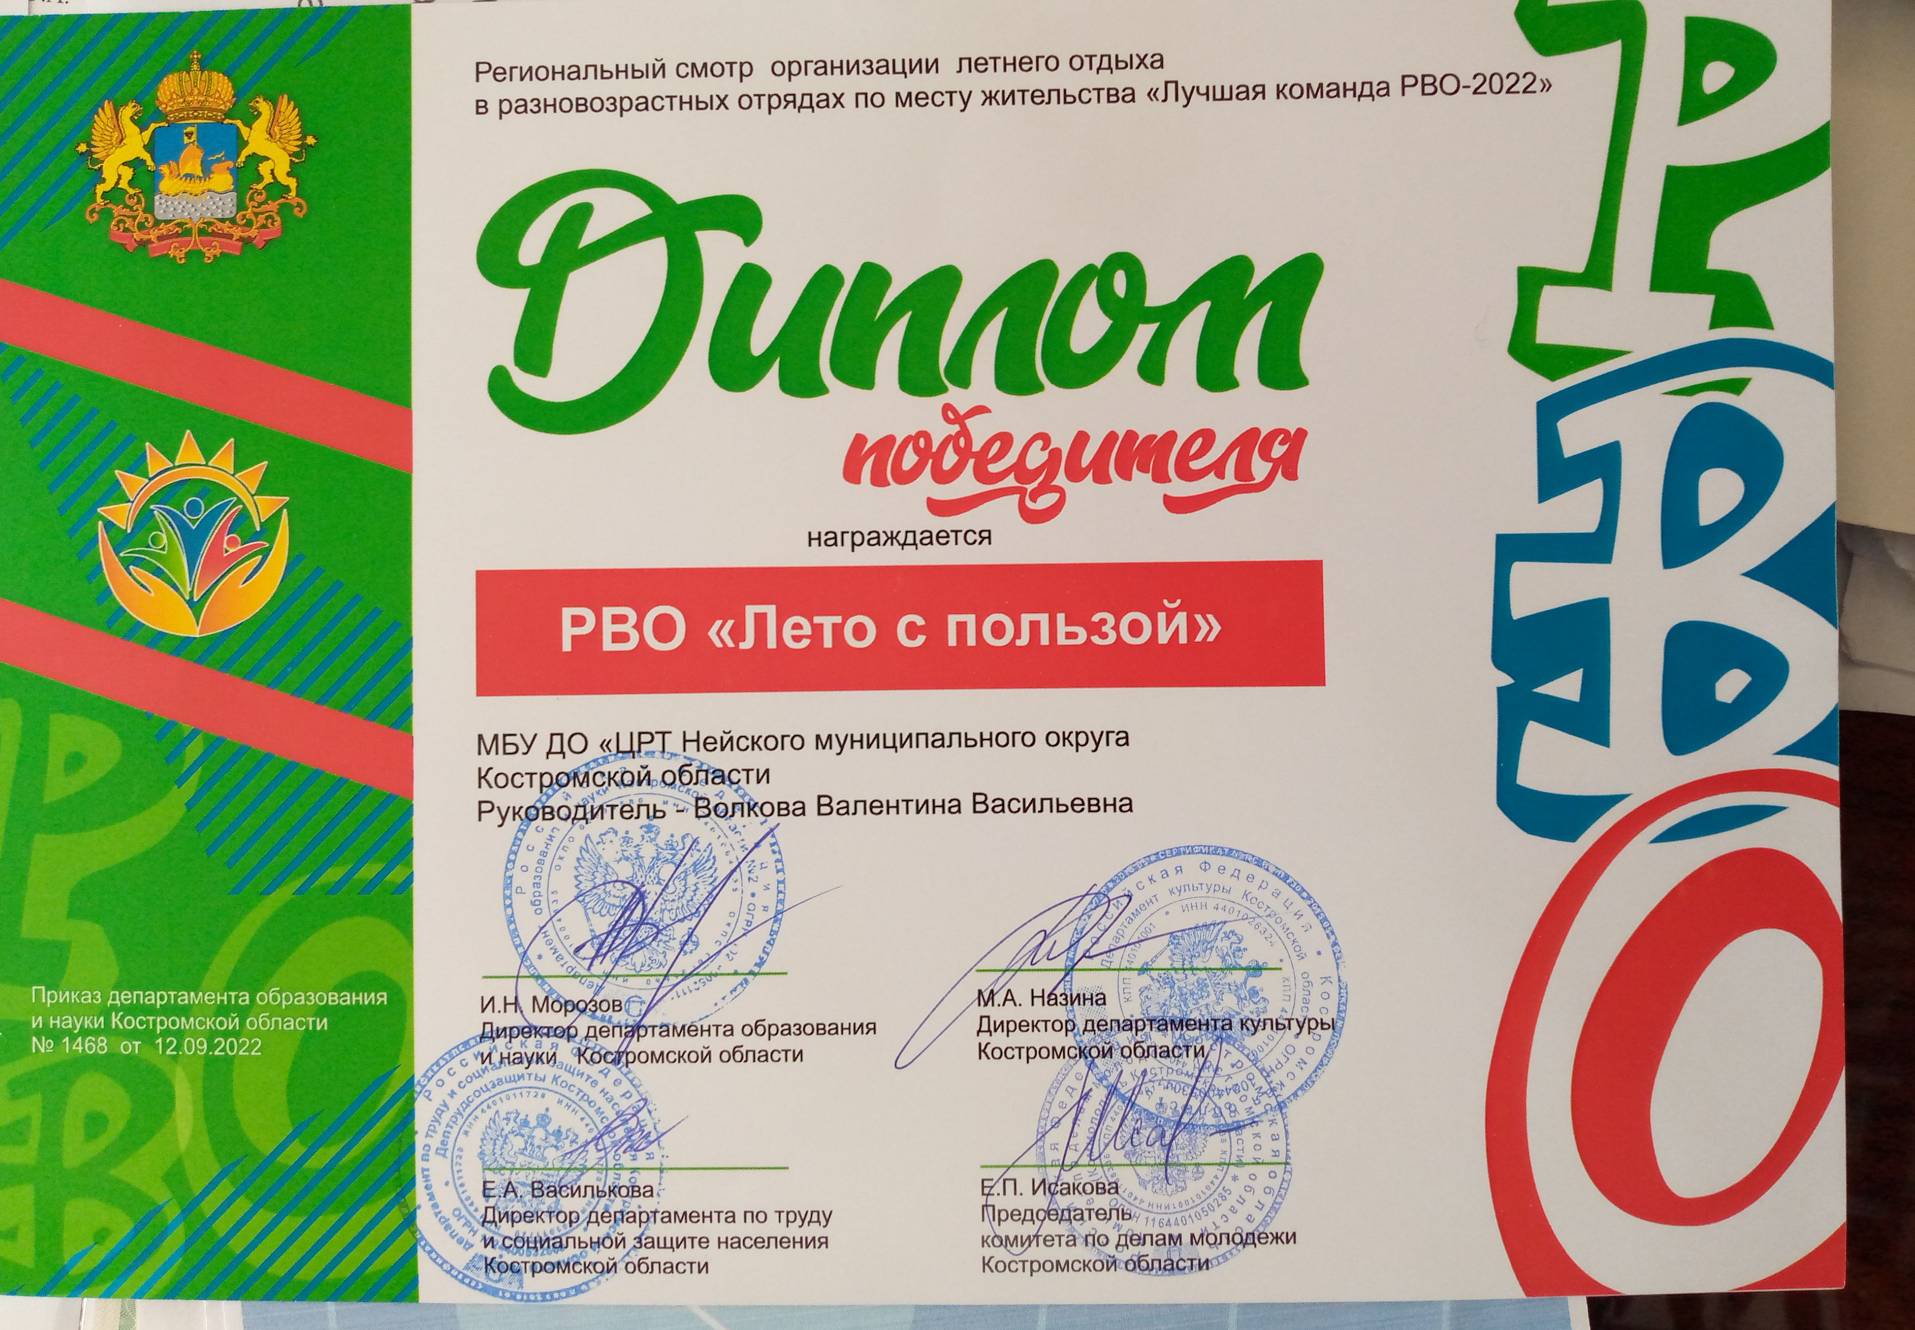 Региональный смотр организации летнего отдыха
в разновозрастных отрядах по месту жительства «Лучшая команда РВО-2022»
Диплом
победителя
награждается
РВО «Лето с пользой»
МБУ ДО «ЦРТ Нейского муниципального округа
Костромской области
Руководитель - Волкова Валентина Васильевна
И.Н. Морозов
Директор департамента образования
и науки Костромской области
М.А. Назина
Директор департамента культуры
Костромской области
Е.А. Василькова
Директор департамента по труду
и социальной защите населения
Костромской области
Е.П. Исакова
Председатель
комитета по делам молодежи
Костромской области
Приказ департамента образования
и науки Костромской области
№ 1468 от 12.09.2022
Р
В
О